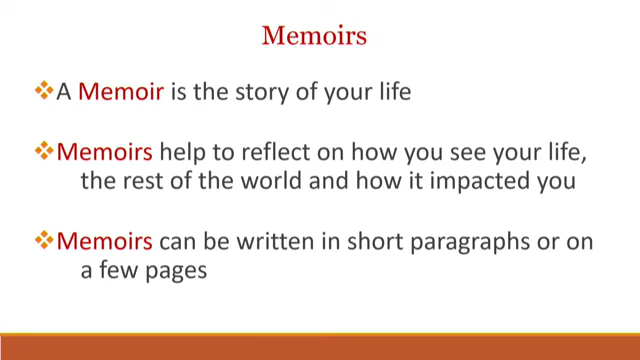 Memoirs
❖A Memoir is the story of your life
❖Memoirs help to reflect on how you see your life,
the rest of the world and how it impacted you
❖Memoirs can be written in short paragraphs or on
a few pages